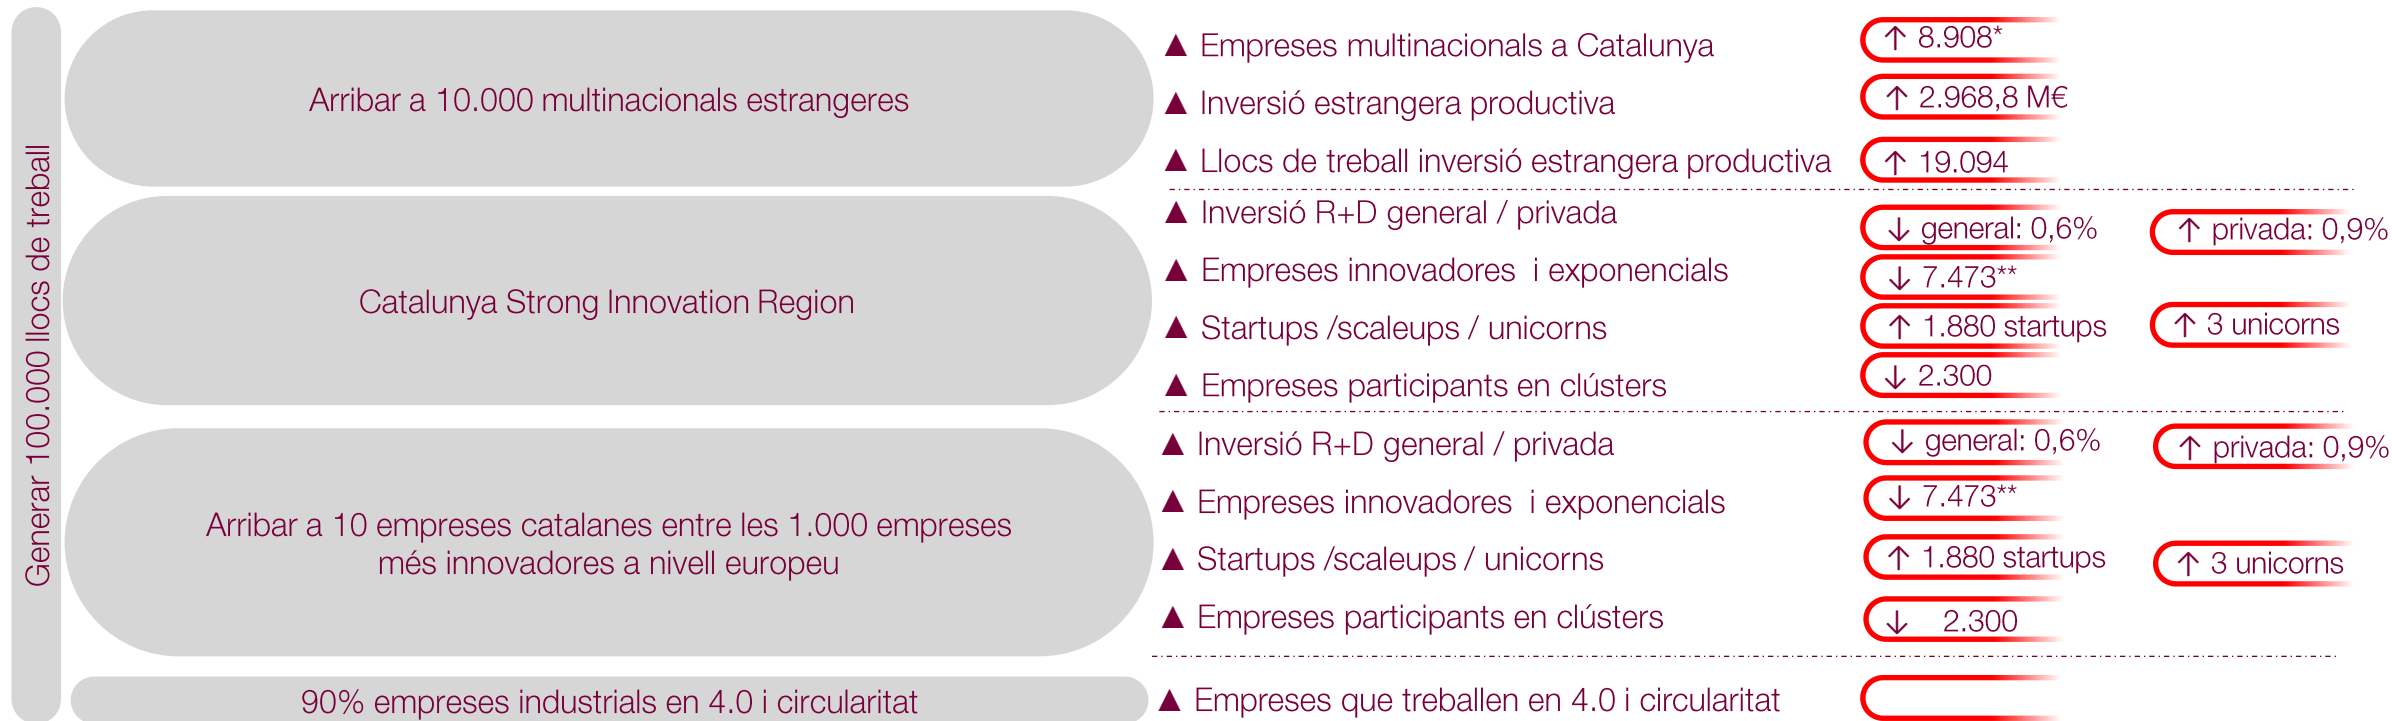 Generar 100.000 llocs de treball
Arribar a 10.000 multinacionals estrangeres
▲ Empreses multinacionals a Catalunya ↑ 8.908*
▲ Inversió estrangera productiva ↑ 2.968,8 M€
▲ Llocs de treball inversió estrangera productiva ↑ 19.094
Catalunya Strong Innovation Region
▲ Inversió R+D general / privada ↓ general: 0,6% ↑ privada: 0,9%
▲ Empreses innovadores i exponencials ↓ 7.473**
▲ Startups /scaleups / unicorns ↑ 1.880 startups ↑ 3 unicorns
▲ Empreses participants en clústers ↓ 2.300
Arribar a 10 empreses catalanes entre les 1.000 empreses
més innovadores a nivell europeu
▲ Inversió R+D general / privada ↓ general: 0,6% ↑ privada: 0,9%
▲ Empreses innovadores i exponencials ↓ 7.473**
▲ Startups /scaleups / unicorns ↑ 1.880 startups ↑ 3 unicorns
▲ Empreses participants en clústers ↓ 2.300
90% empreses industrials en 4.0 i circularitat
▲ Empreses que treballen en 4.0 i circularitat